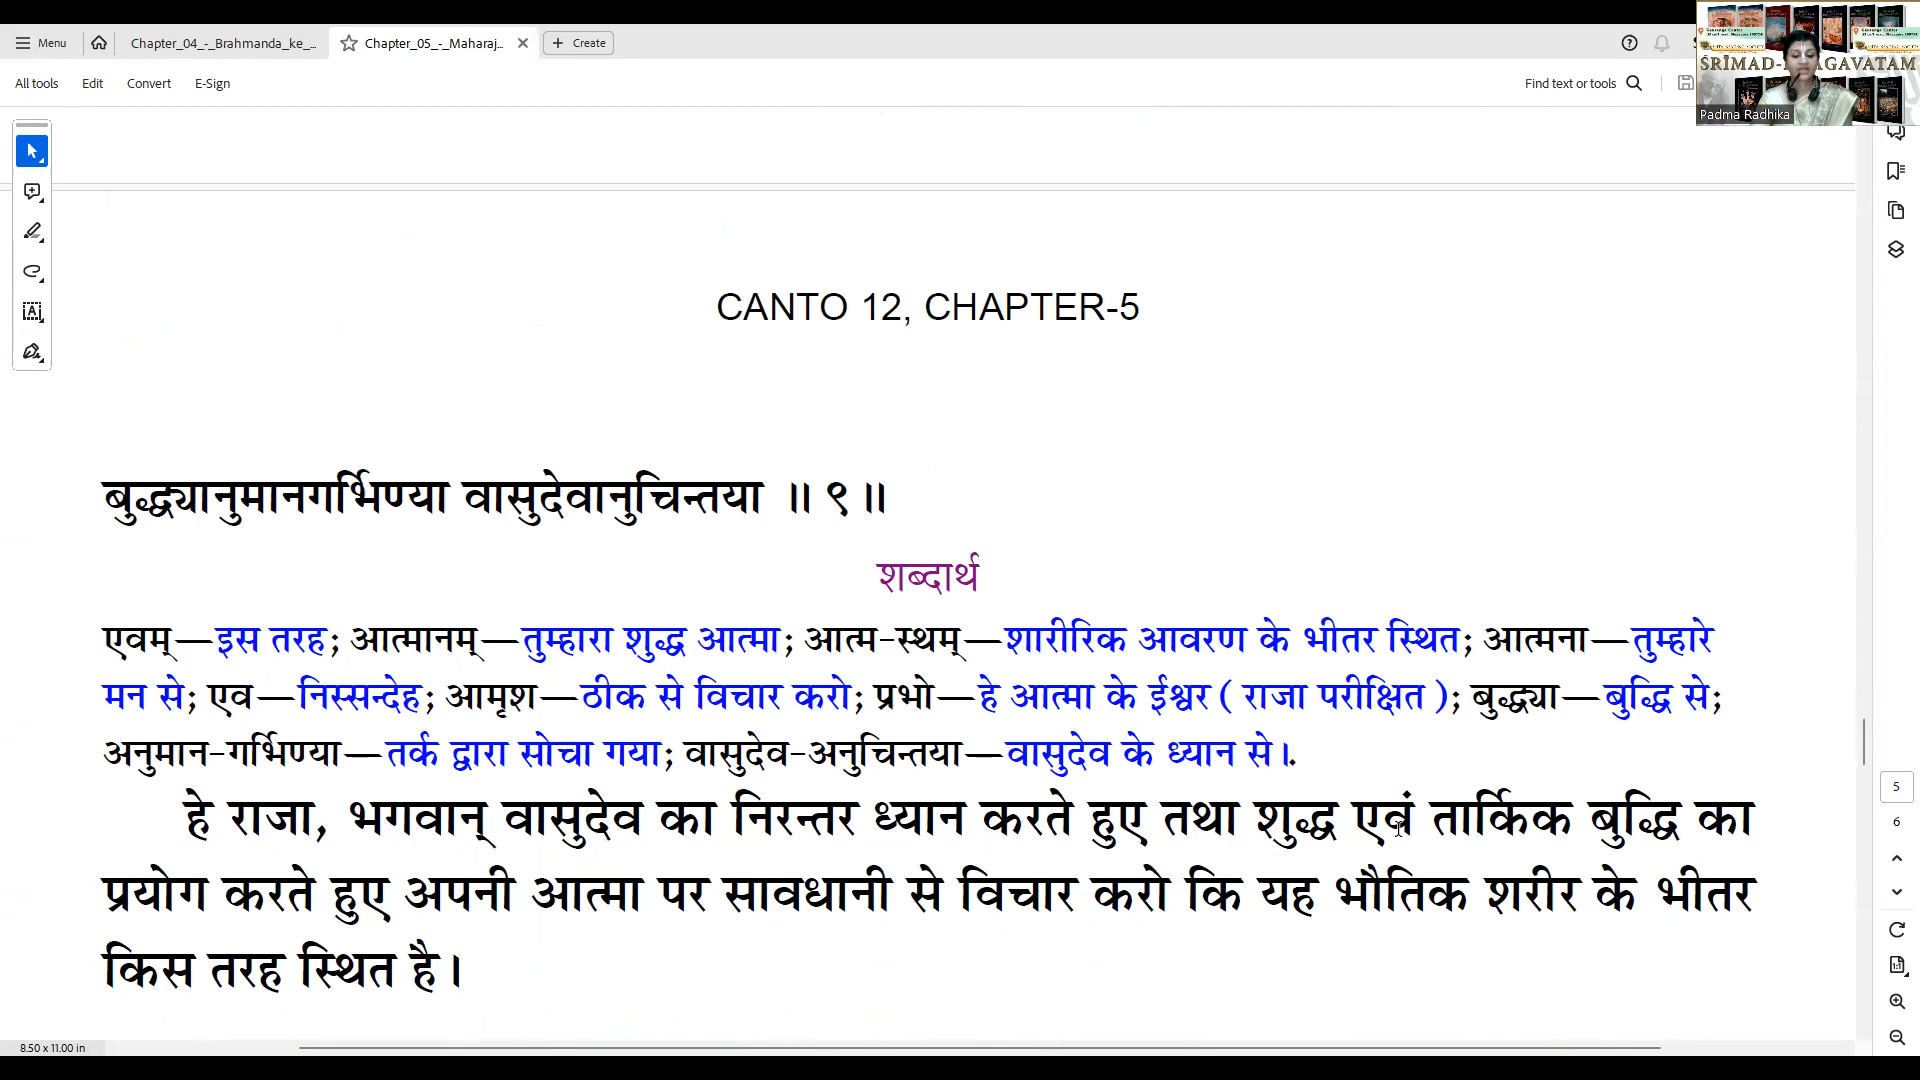 Menu
Chapter_04_-_Brahmanda_ke_...
Chapter_05_-_Maharaj...
Create
All tools
Edit
Convert
E-Sign
Find text or tools
ŚRĪMAD-
GAVATAM
Padma Radhika
CANTO 12, CHAPTER-5
बुद्ध्यानुमानगर्भिण्या वासुदेवानुचिन्तया ॥ ९॥
शब्दार्थ
एवम्—इस तरह; आत्मानम्—तुम्हारा शुद्ध आत्मा; आत्म-स्थम्—शारीरिक आवरण के भीतर स्थित; आत्मना—तुम्हारे
मन से; एव—निस्सन्देह; आमृश—ठीक से विचार करो; प्रभो—हे आत्मा के ईश्वर ( राजा परीक्षित ); बुद्ध्या—बुद्धि से;
अनुमान-गर्भिण्या—तर्क द्वारा सोचा गया; वासुदेव-अनुचिन्तया—वासुदेव के ध्यान से।.
हे राजा, भगवान् वासुदेव का निरन्तर ध्यान करते हुए तथा शुद्ध एवं तार्किक बुद्धि का
प्रयोग करते हुए अपनी आत्मा पर सावधानी से विचार करो कि यह भौतिक शरीर के भीतर
किस तरह स्थित है।
5
6
8.50 x 11.00 in